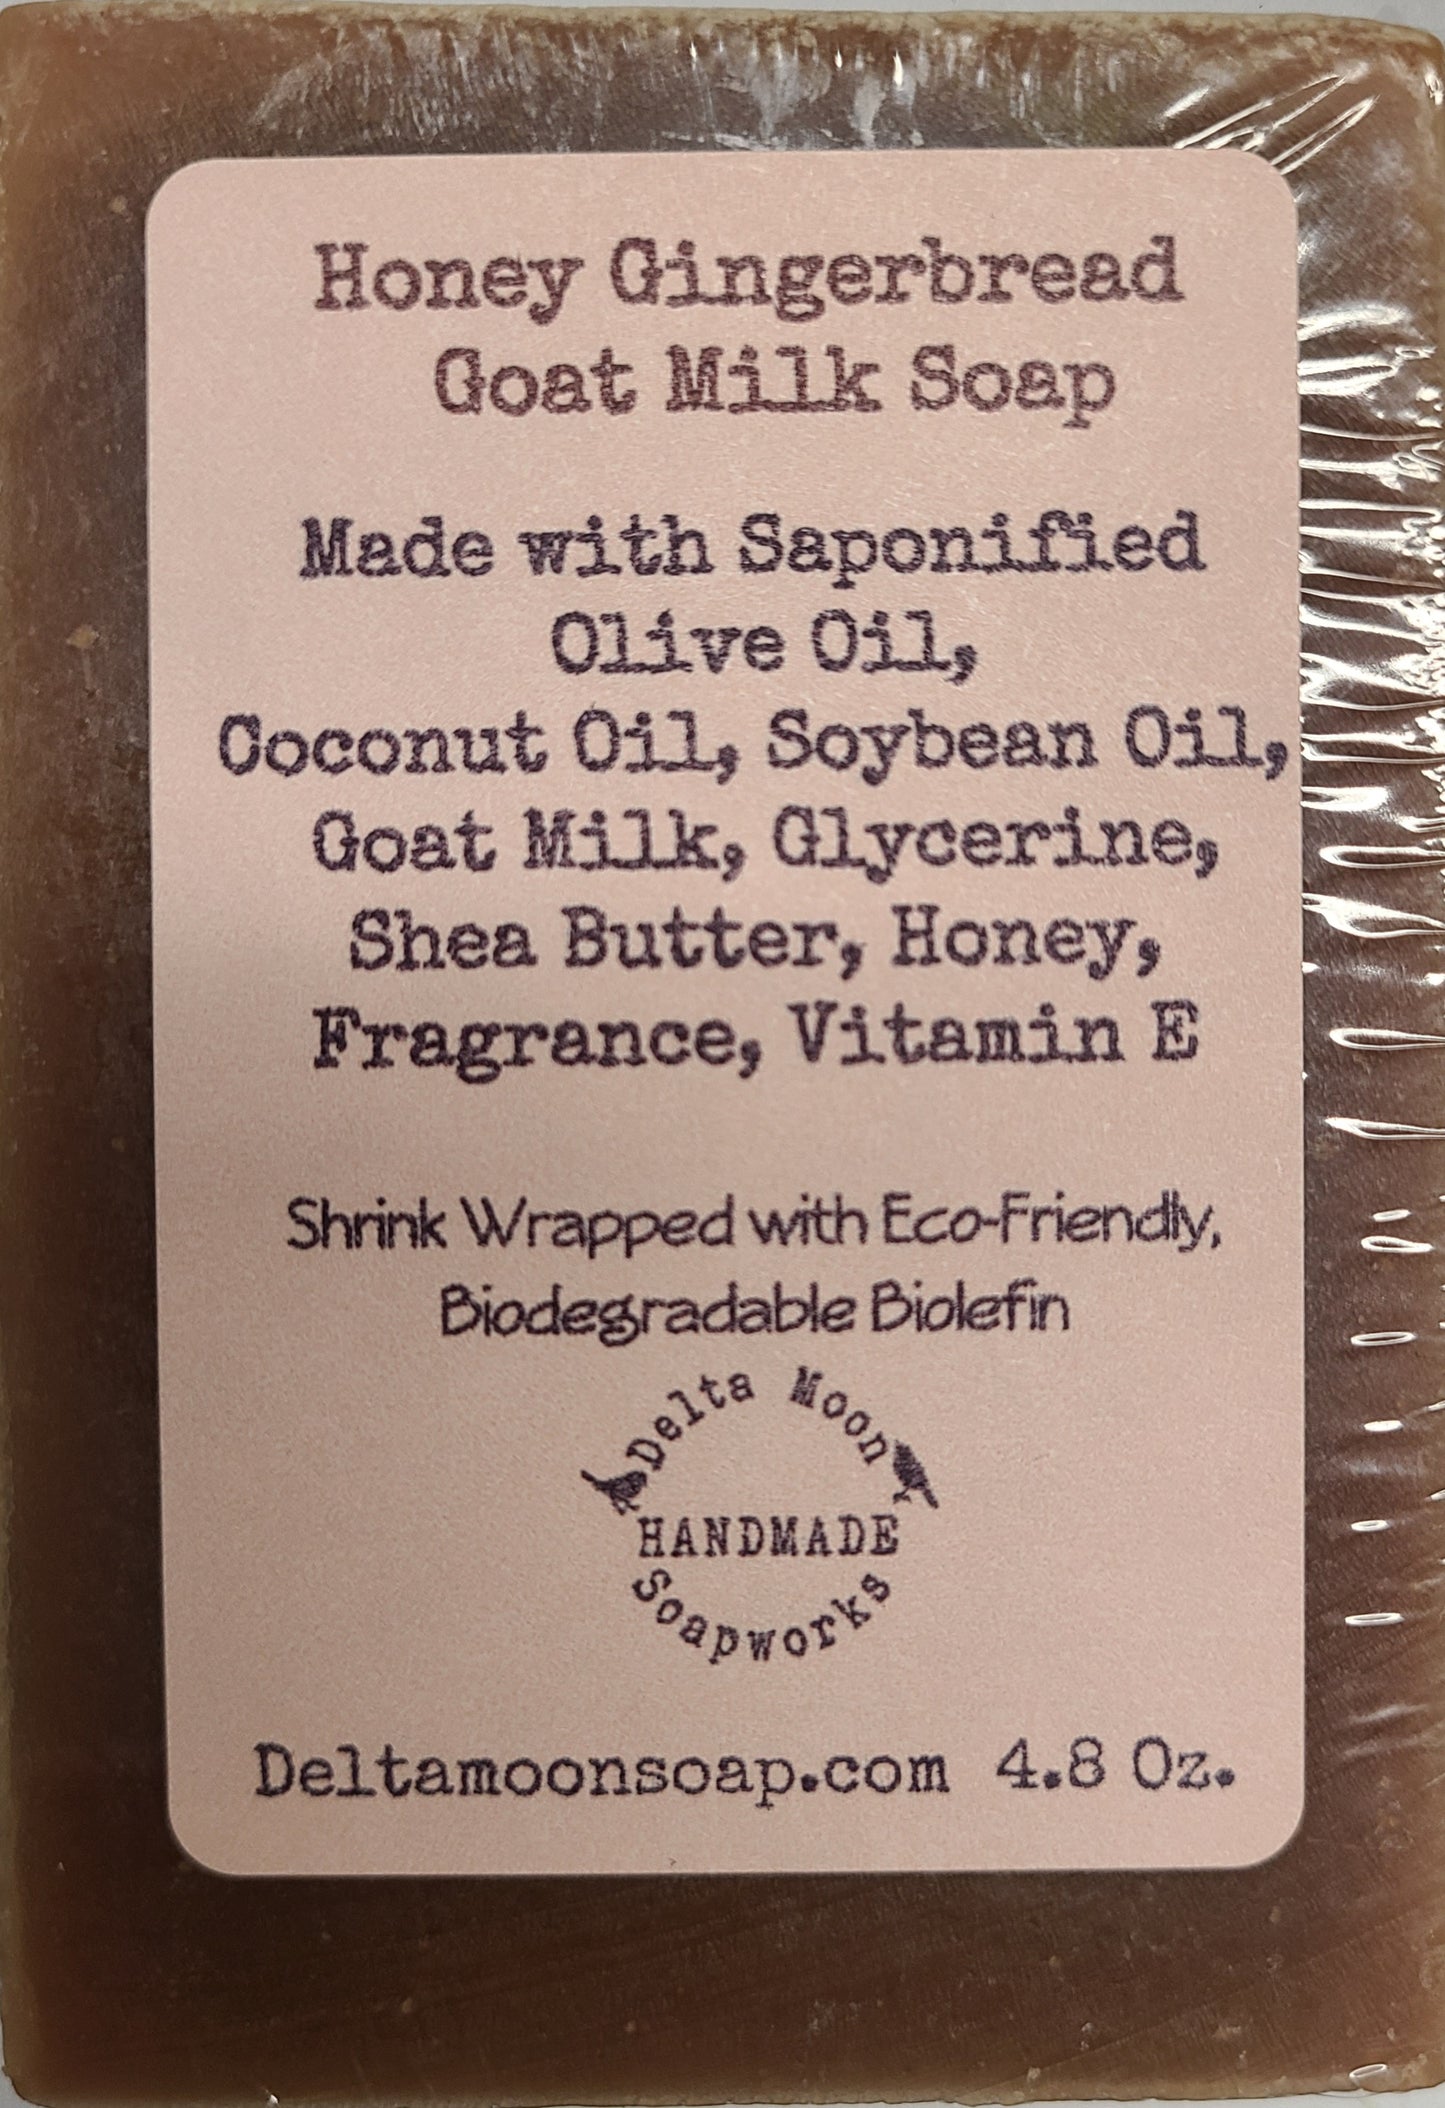 Honey Gingerbread
Goat Milk Soap
Made with Saponified
Olive Oil,
Coconut Oil, Soybean Oil,
Goat Milk, Glycerine,
Shea Butter, Honey,
Fragrance, Vitamin E
Shrink Wrapped with Eco-Friendly,
Biodegradable Biolefin
Delta Moon
HANDMADE
Soapworks
Deltamoonsoap.com 4.8 Oz.